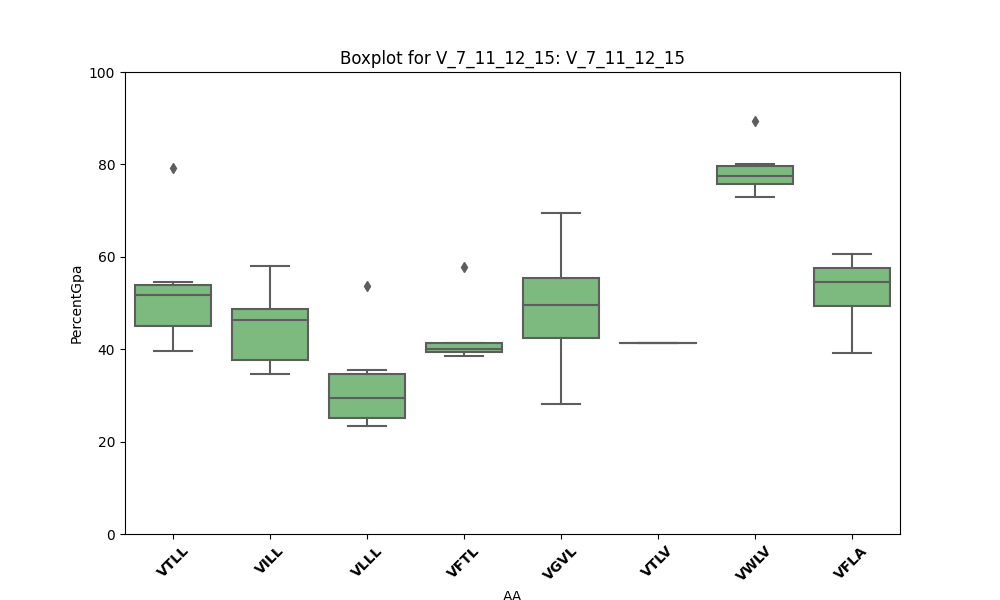 Boxplot for V_7_11_12_15: V_7_11_12_15
PercentGpa
100
80
60
40
20
0
VTLL VILL VLLL VFTL VGVL VTLV VWLV VFLA
AA